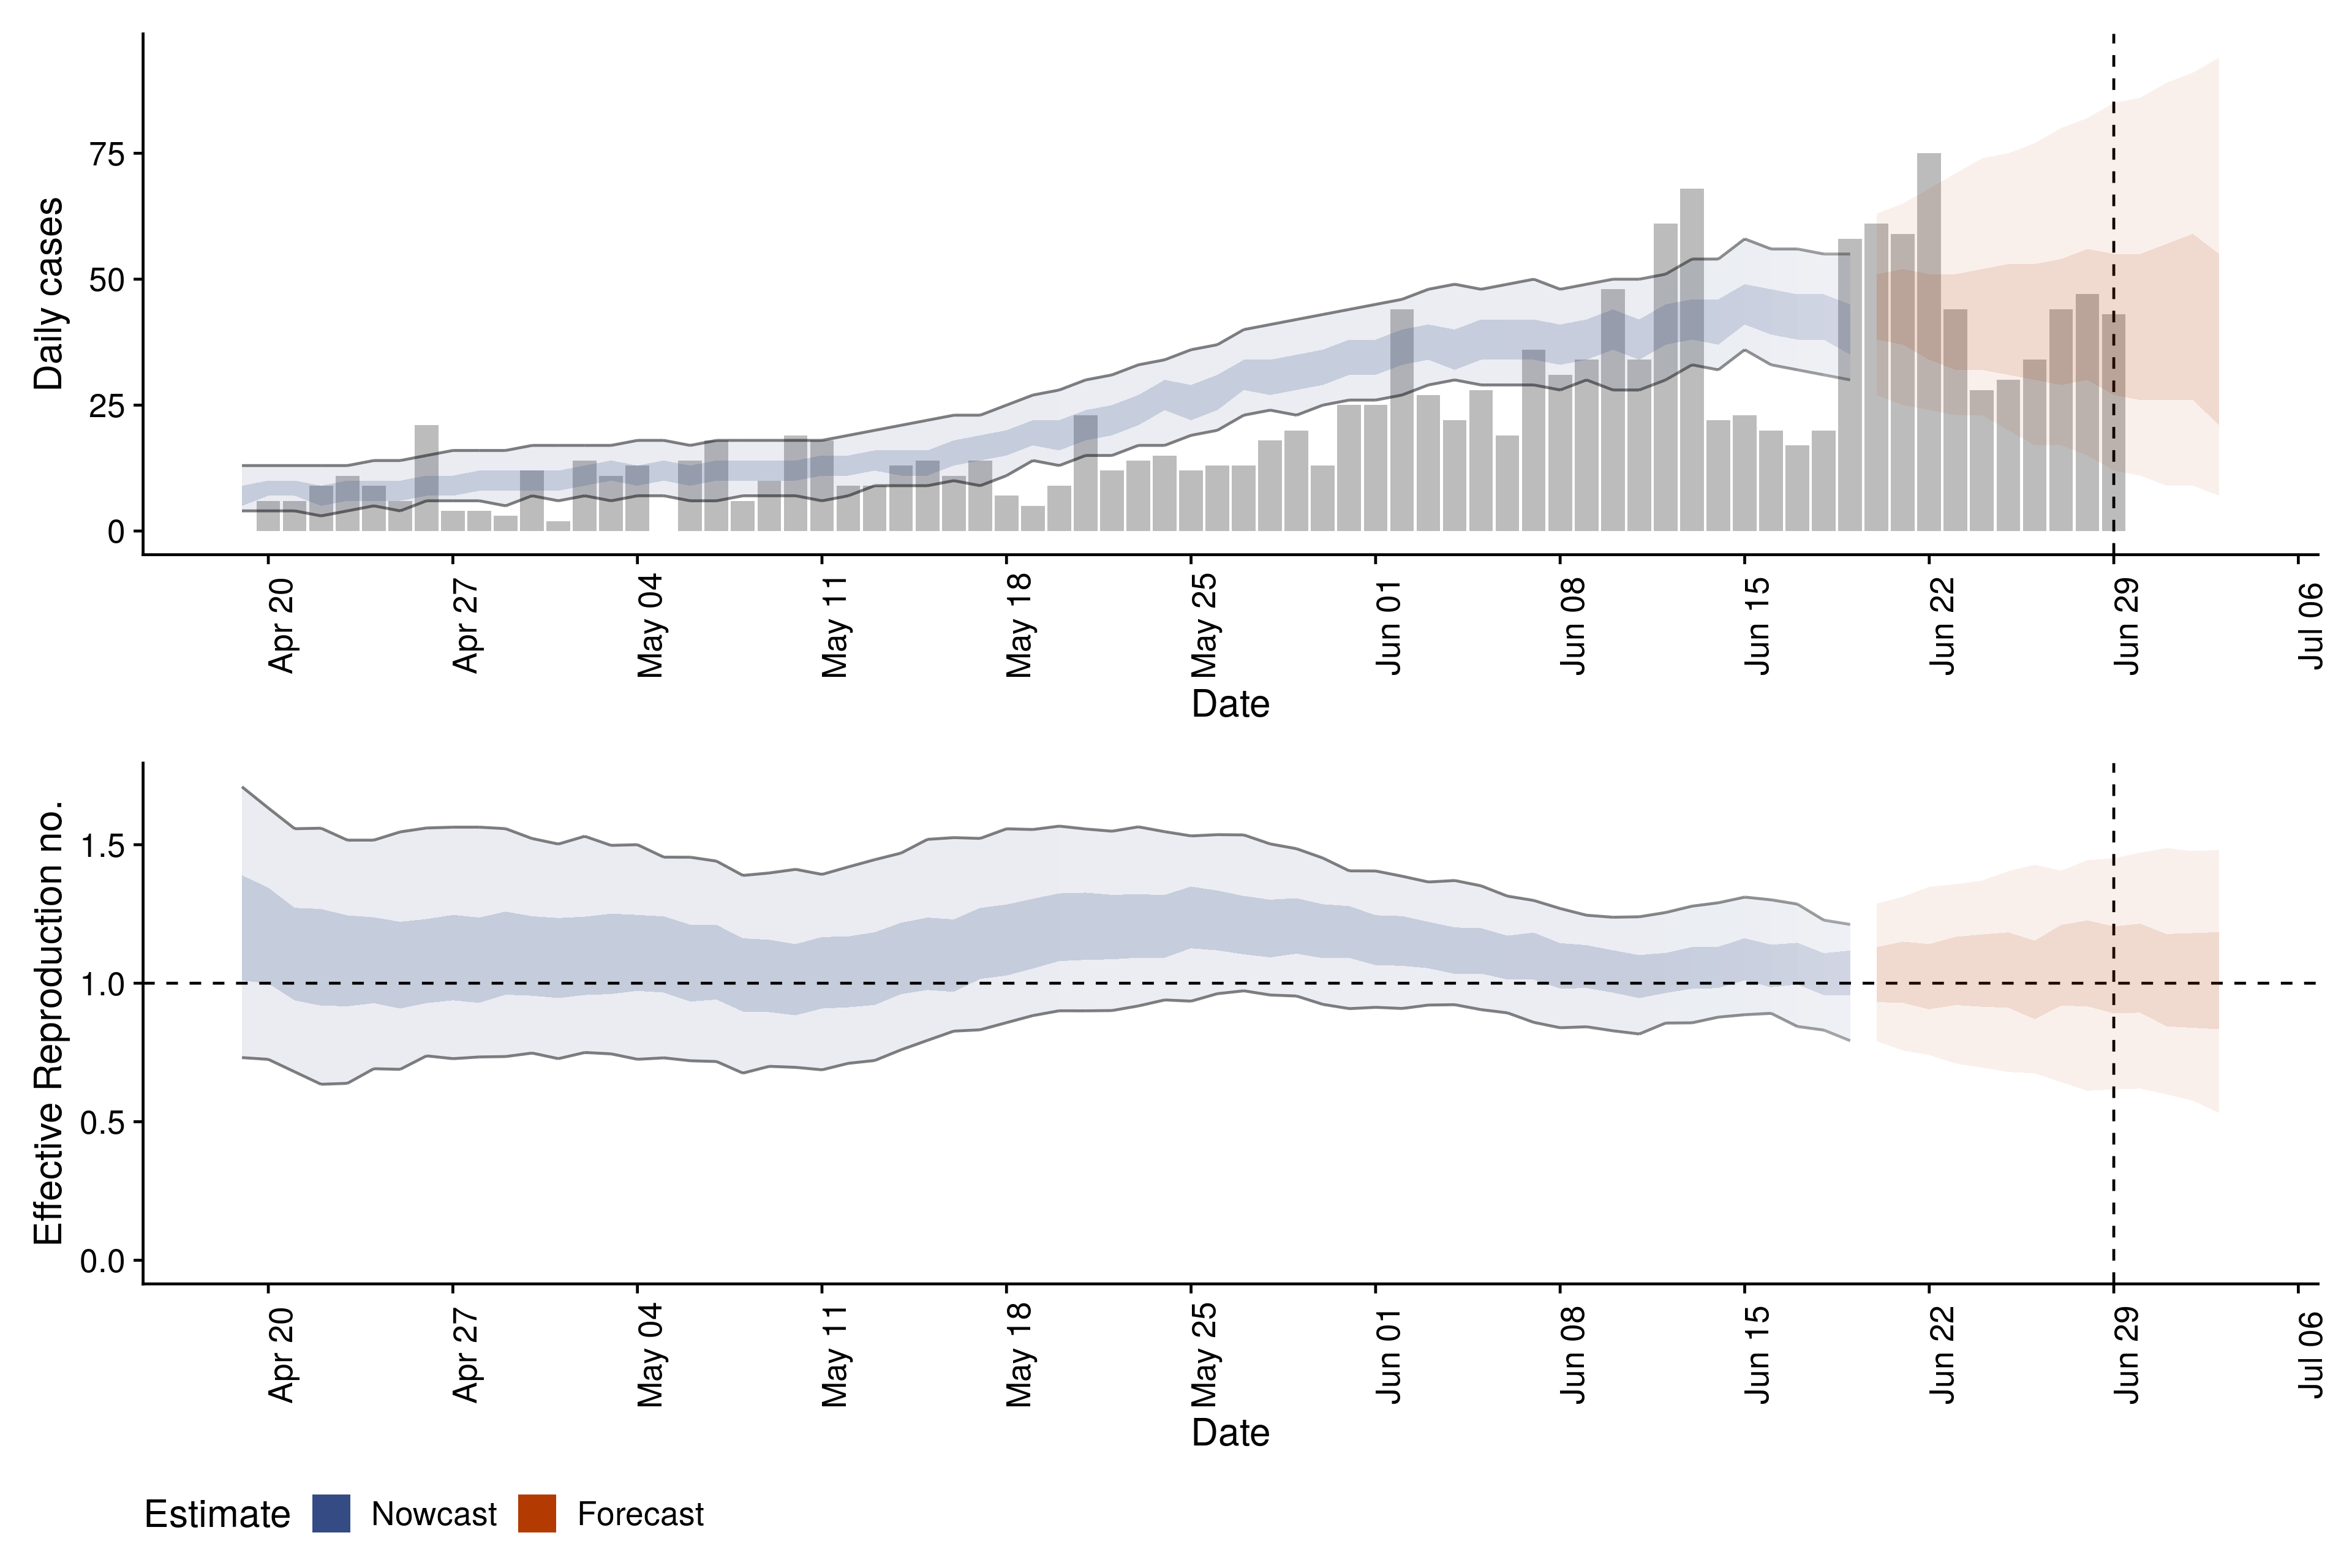 Daily cases
75
50
25
0
Apr 20
Apr 27
May 04
May 11
May 18
May 25
Jun 01
Jun 08
Jun 15
Jun 22
Jun 29
Jul 06
Date
Effective Reproduction no.
1.5
1.0
0.5
0.0
Apr 20
Apr 27
May 04
May 11
May 18
May 25
Jun 01
Jun 08
Jun 15
Jun 22
Jun 29
Jul 06
Date
Estimate Nowcast Forecast